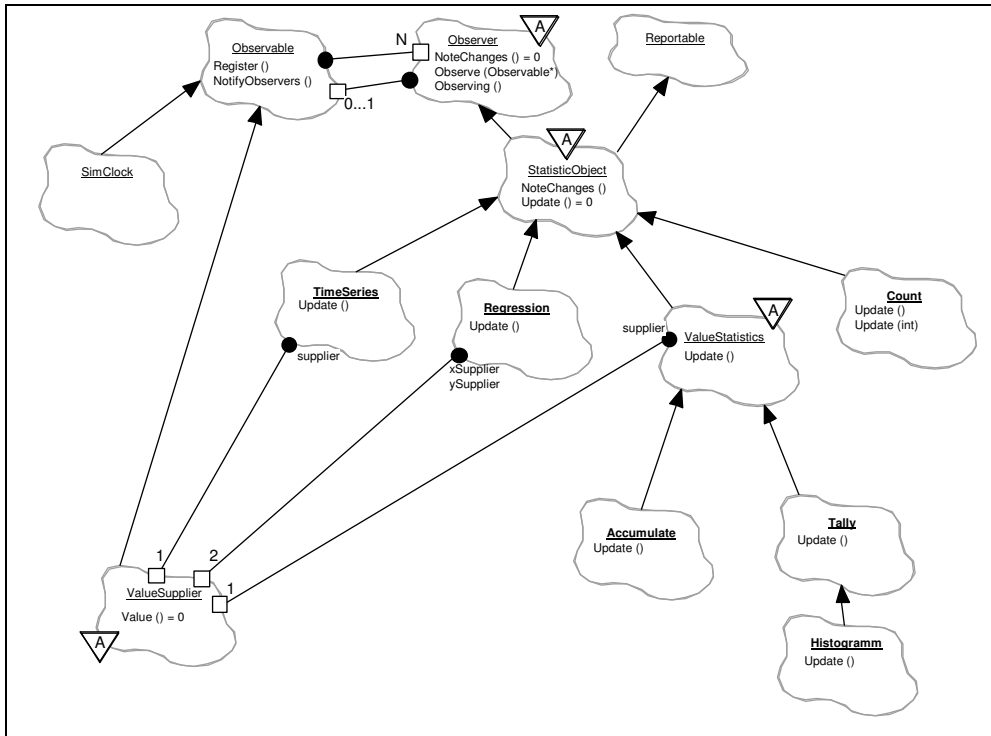 Observable
Register ()
NotifyObservers ()
N
0...1
A
Observer
NoteChanges () = 0
Observe (Observable*)
Observing ()
Reportable
SimClock
A
StatisticObject
NoteChanges ()
Update () = 0
TimeSeries
Update ()
supplier
Regression
Update ()
xSupplier
ySupplier
supplier
A
ValueStatistics
Update ()
Count
Update ()
Update (int)
Accumulate
Update ()
Tally
Update ()
1
2
1
ValueSupplier
Value () = 0
A
Histogramm
Update ()